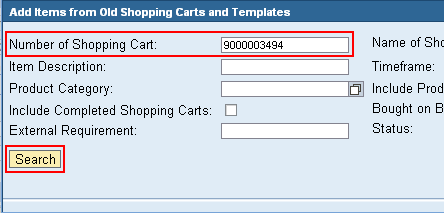 Add Items from Old Shopping Carts and Templates
Number of Shopping Cart: 9000003494 Name of Sho
Item Description: Timeframe:
Product Category: Include Prod
Include Completed Shopping Carts: Bought on B
External Requirement: Status:
Search